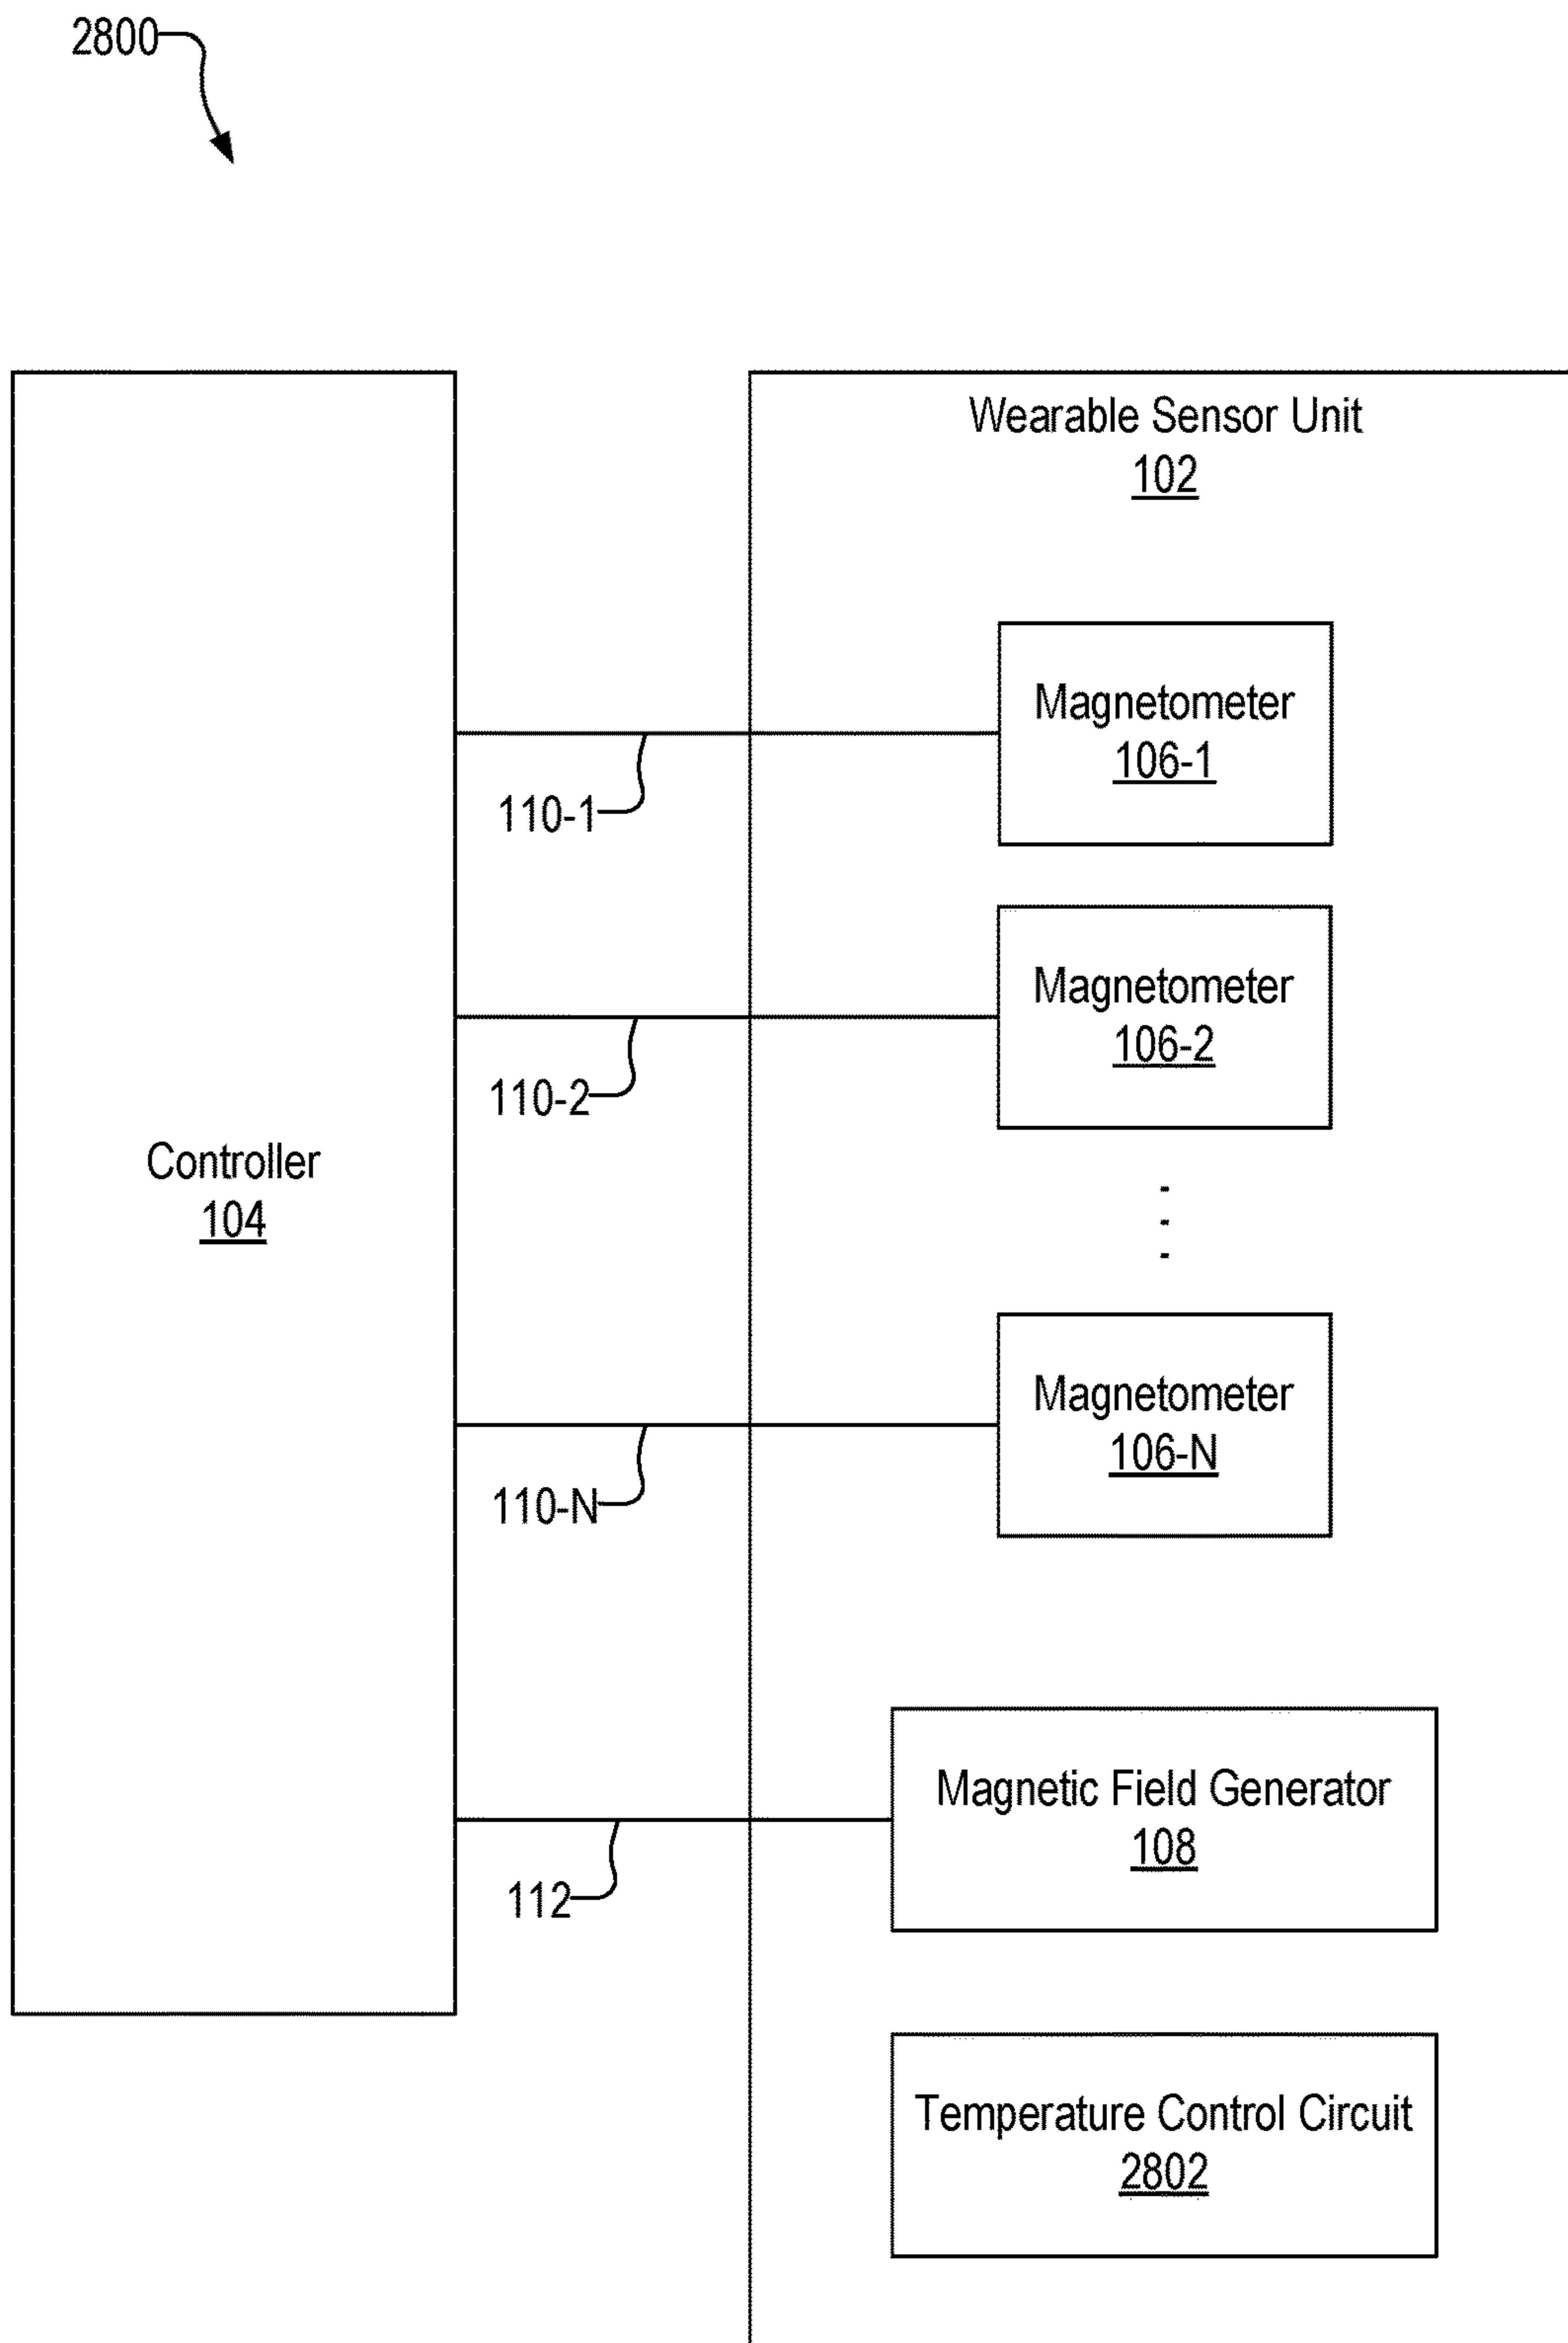 2800
Wearable Sensor Unit
102
Magnetometer
106-1
110-1
Magnetometer
106-2
110-2
Controller
104
Magnetometer
106-N
110-N
Magnetic Field Generator
108
112
Temperature Control Circuit
2802